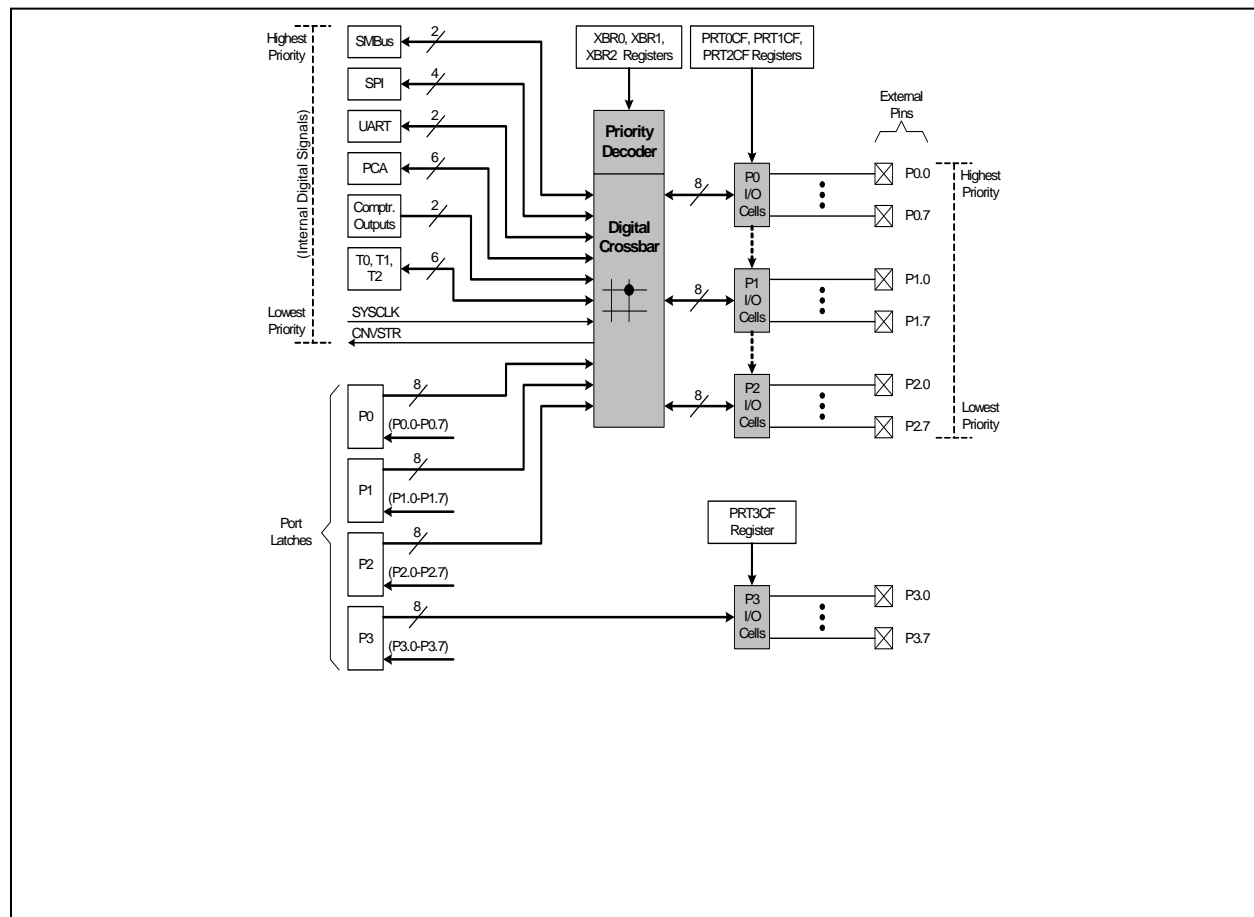 Highest
Priority
(Internal Digital Signals)
Lowest
Priority
SMBus
2
SPI
4
UART
2
PCA
6
Comptr.
Outputs
2
T0, T1,
T2
6
SYSCLK
CNVSTR
XBR0, XBR1,
XBR2 Registers
PRT0CF, PRT1CF,
PRT2CF Registers
Priority
Decoder
Digital
Crossbar
8
P0
I/O
Cells
8
P1
I/O
Cells
8
P2
I/O
Cells
External
Pins
P0.0
P0.7
P1.0
P1.7
P2.0
P2.7
Highest
Priority
Lowest
Priority
Port
Latches
P0
8
(P0.0-P0.7)
P1
8
(P1.0-P1.7)
P2
8
(P2.0-P2.7)
P3
8
(P3.0-P3.7)
PRT3CF
Register
P3
I/O
Cells
P3.0
P3.7